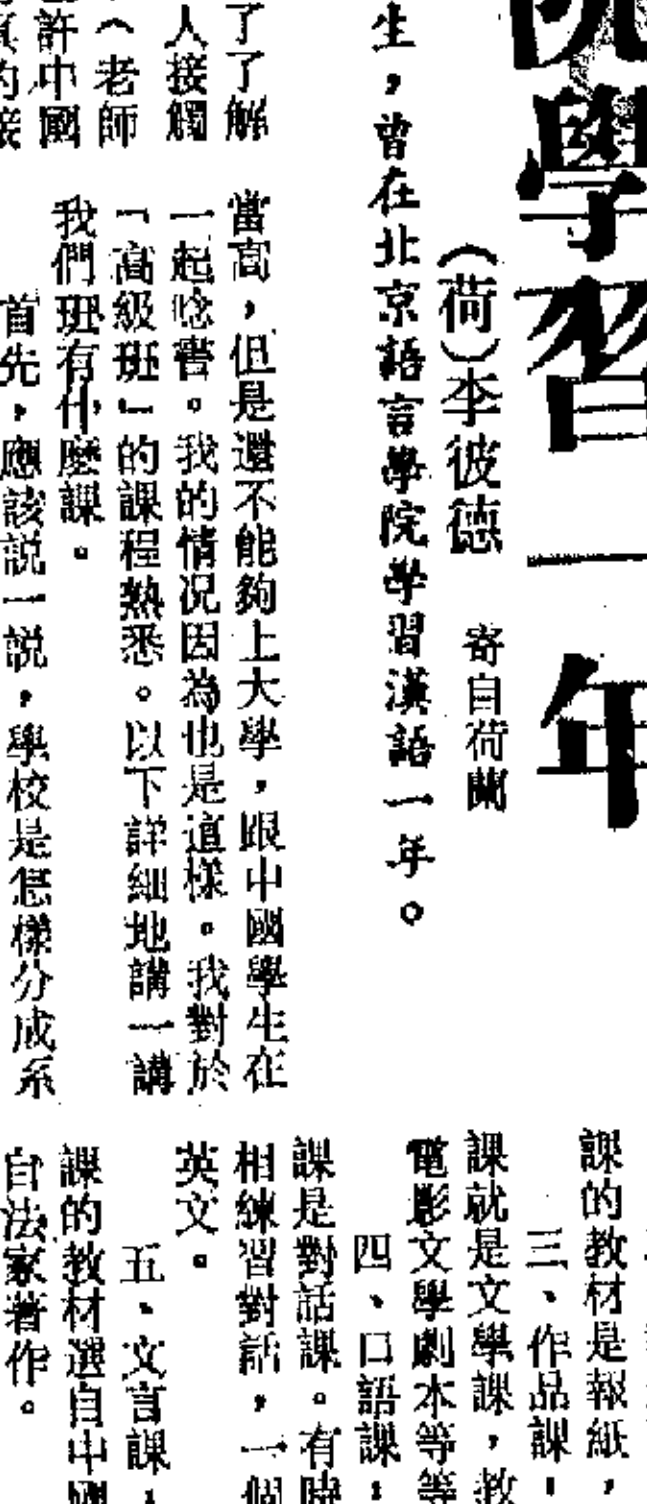 院學習一年
（荷）李彼德　寄自荷蘭
生，曾在北京語言學院學習漢語一年。
了了解
人接觸
（老師
許中國
真的接
當高，但是還不能夠上大學，跟中國學生在
一起唸書。我的情況因為也是這樣。我對於
「高級班」的課程熟悉。以下詳細地講一講
我們班有什麼課。
首先，應該説一説，學校是怎樣分成系
課的教材是報紙，
三、作品課，
課就是文學課，教
電影文學劇本等等
四、口語課，
課是對話課。有時
相練習對話，一個
英文。
五、文言課，
課的教材選自中國
自法家著作。